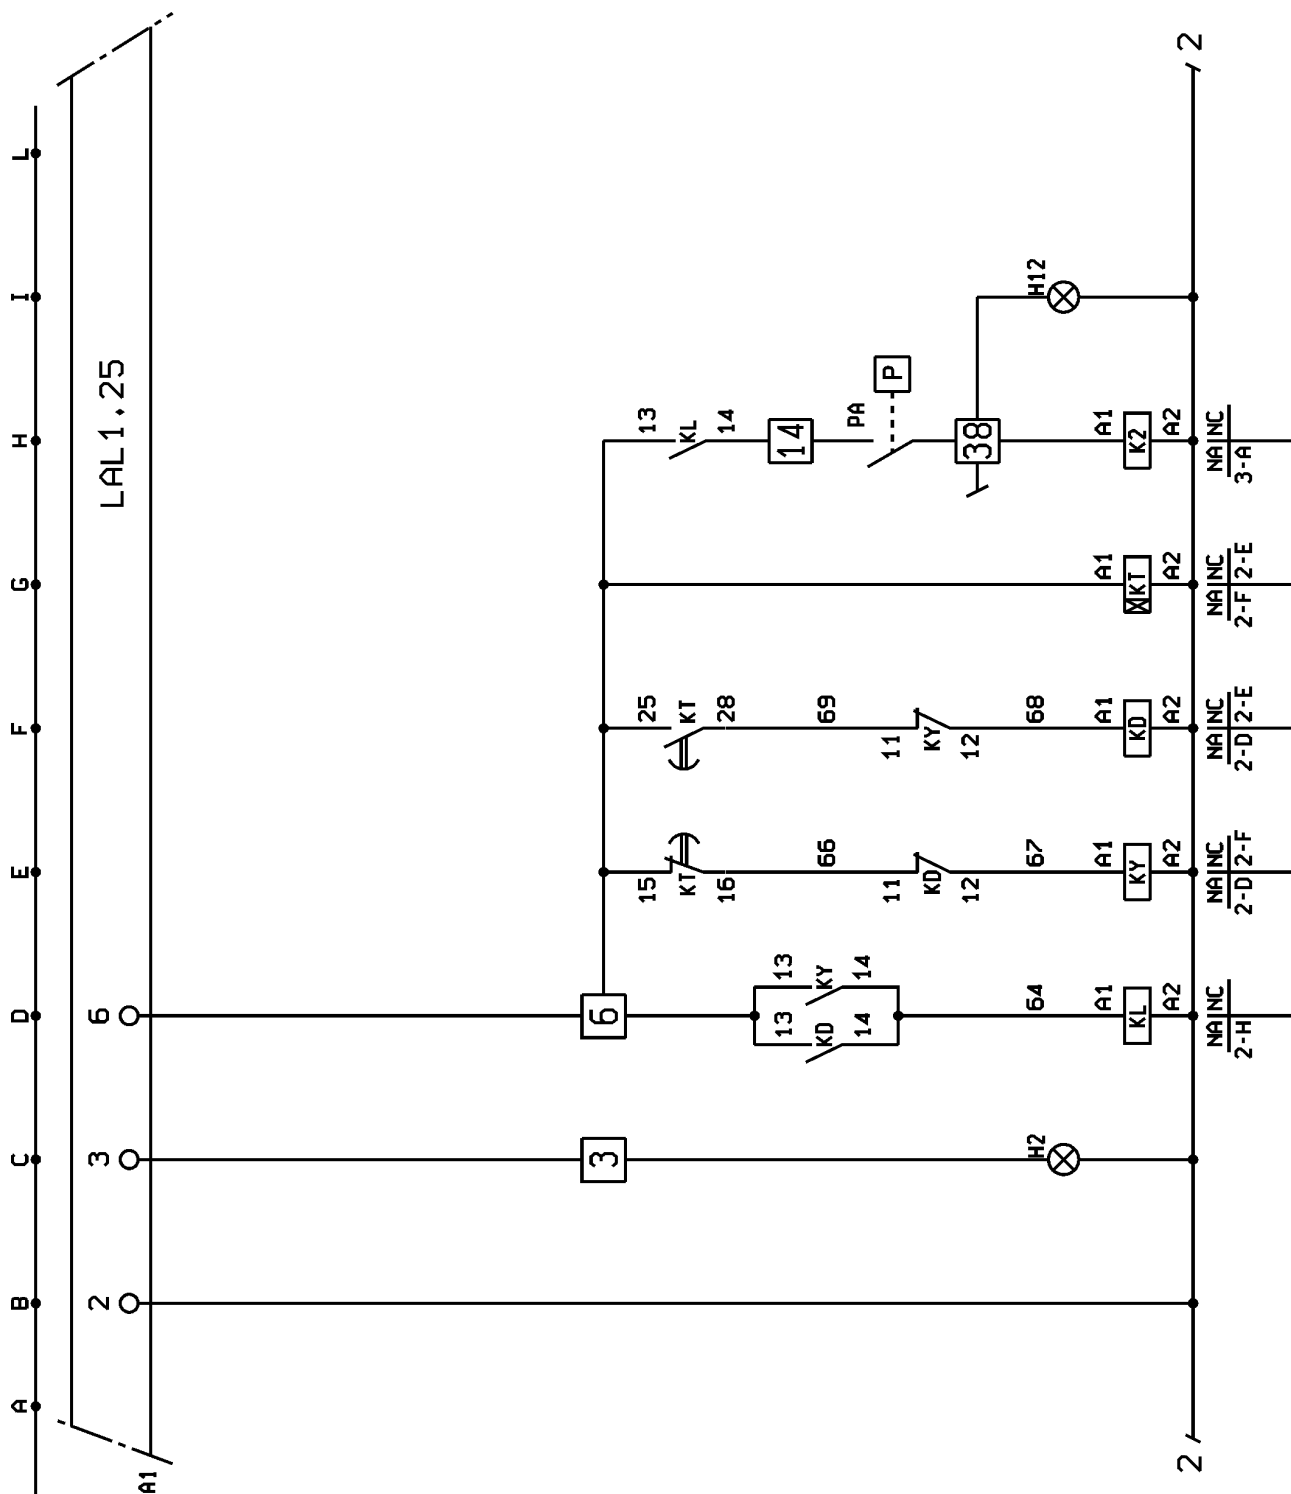 A B C D E F G H I L
A1
LAL1.25
2 3 6
6
3
15 KT 16
25 KT 28
13 KL 14
14
PA
P
38
H12
66
69
13 KY 14
13 KD 14
11 KD 12
11 KY 12
64
67
68
H2
A1 KL A2
A1 KY A2
A1 KD A2
A1 KT A2
A1 K2 A2
2 2
NA NC
2-H
NA NC
2-D 2-F
NA NC
2-D 2-E
NA NC
2-F 2-E
NA NC
3-A